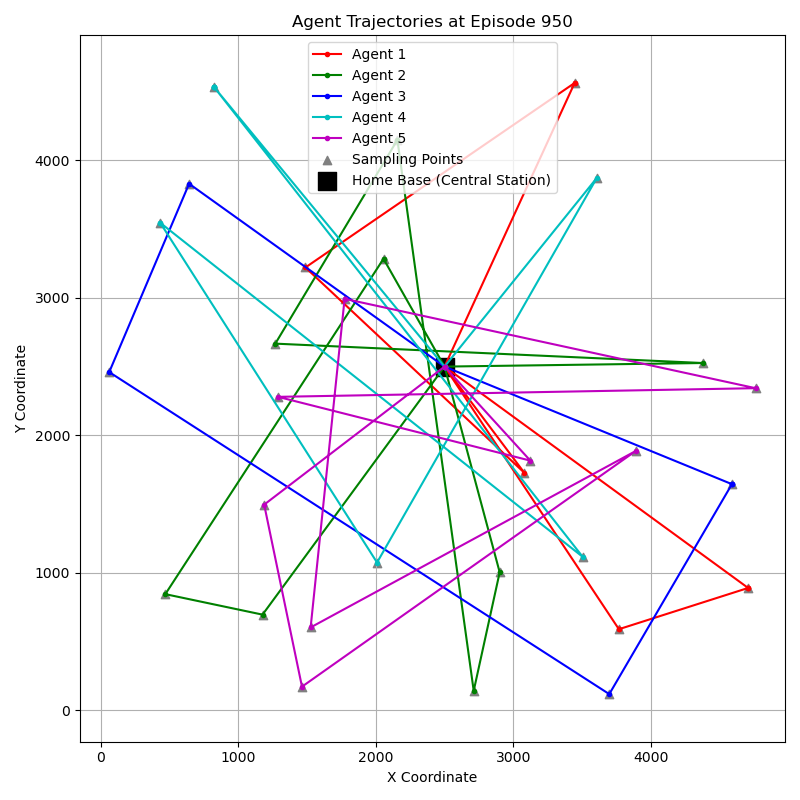 Agent Trajectories at Episode 950
Agent 1
Agent 2
Agent 3
Agent 4
Agent 5
Sampling Points
Home Base (Central Station)
Y Coordinate
4000
3000
2000
1000
0
0 1000 2000 3000 4000
X Coordinate